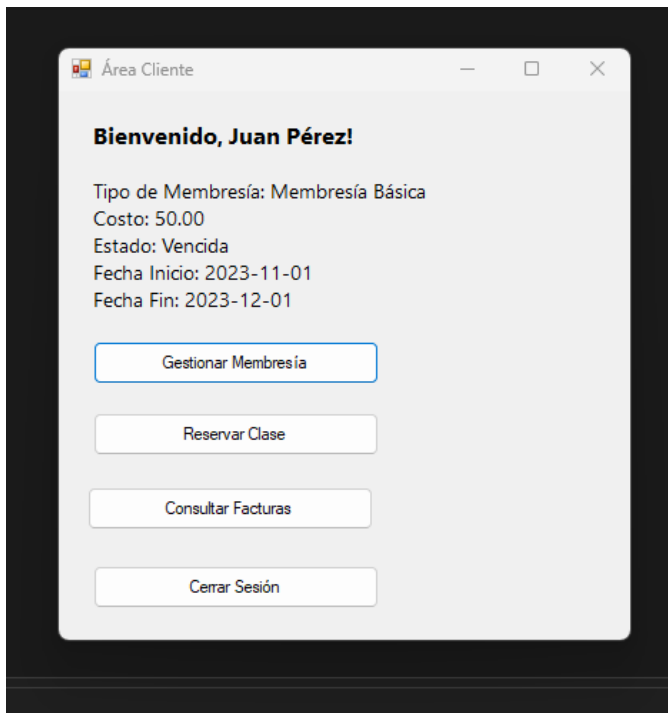 Área Cliente
Bienvenido, Juan Pérez!
Tipo de Membresía: Membresía Básica
Costo: 50.00
Estado: Vencida
Fecha Inicio: 2023-11-01
Fecha Fin: 2023-12-01
Gestionar Membresía
Reservar Clase
Consultar Facturas
Cerrar Sesión